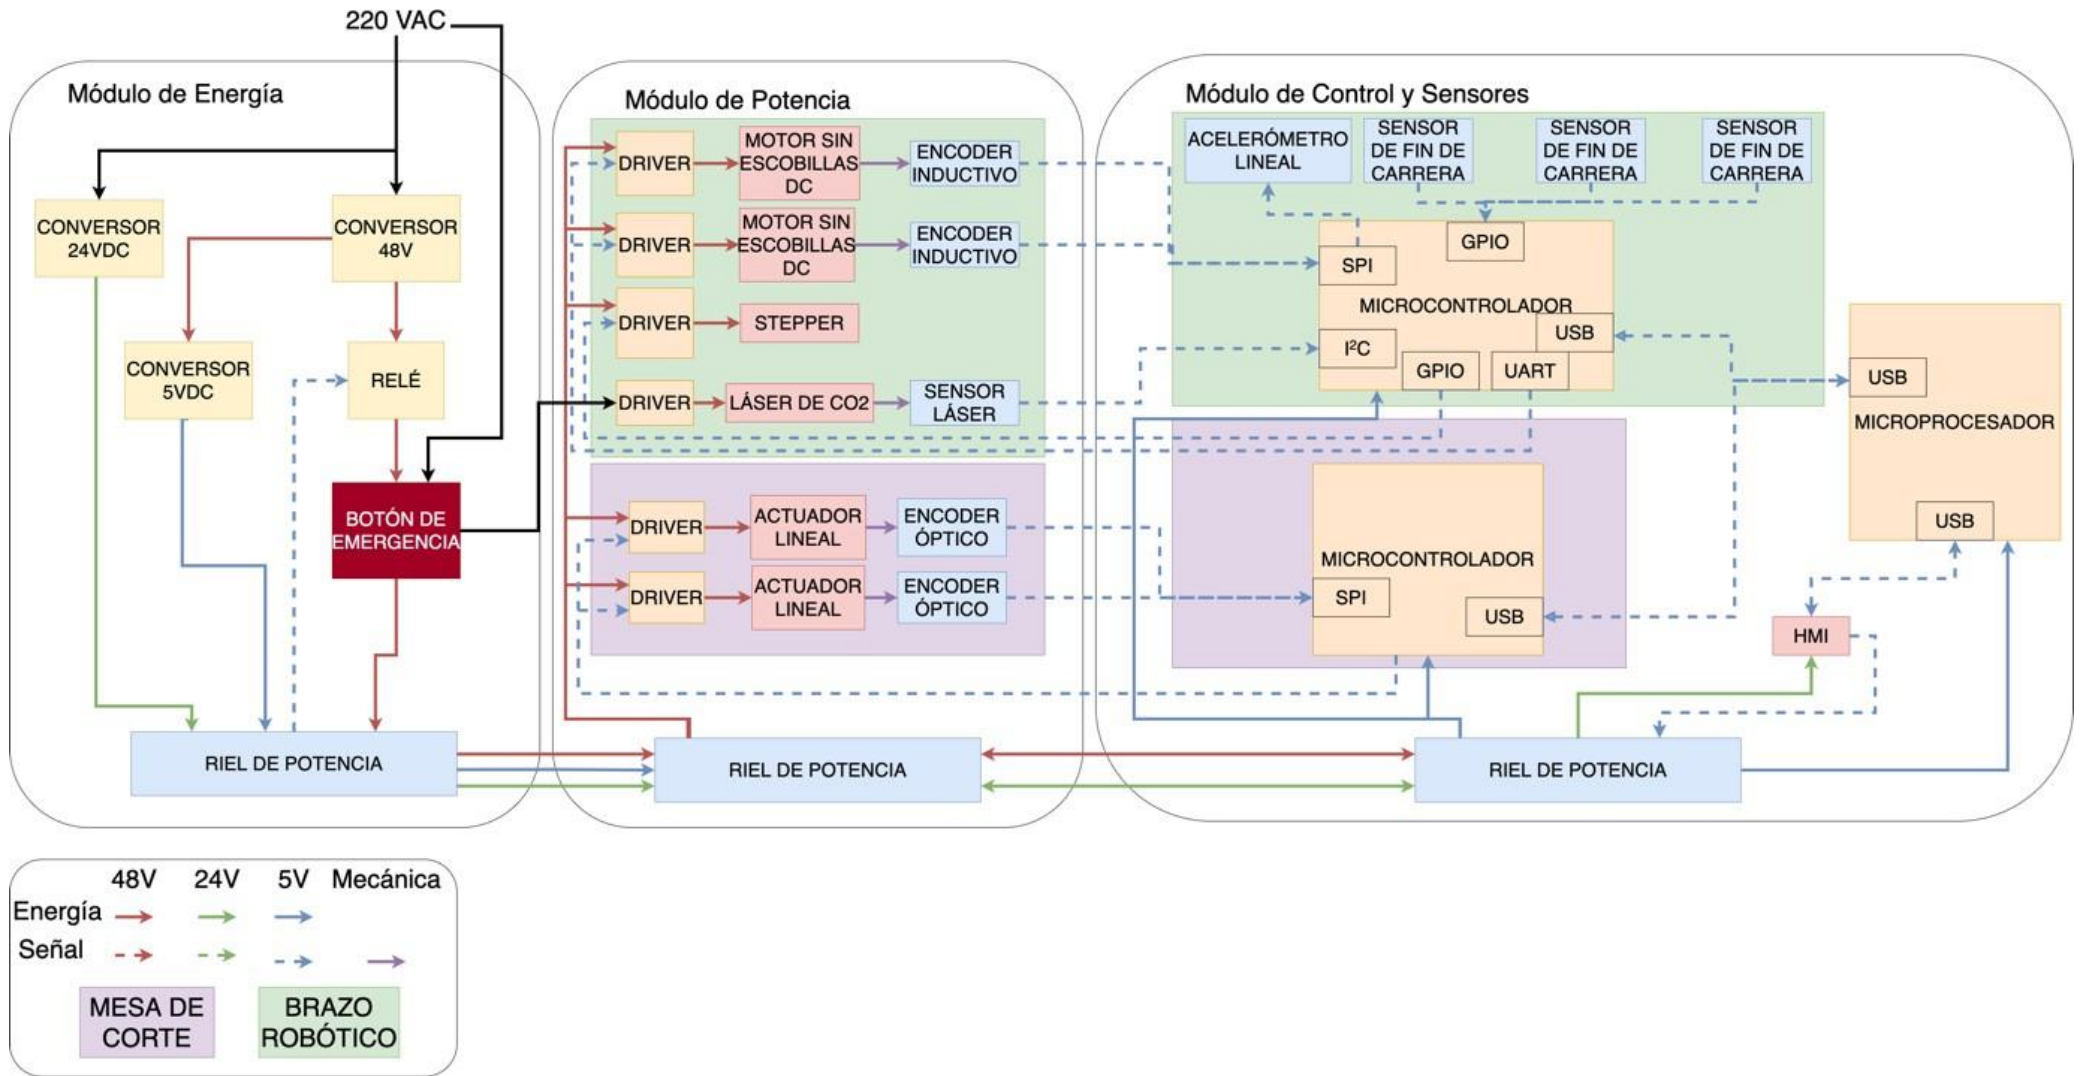 220 VAC
Módulo de Energía
CONVERSOR
24VDC
CONVERSOR
48V
CONVERSOR
5VDC
RELÉ
BOTÓN DE
EMERGENCIA
RIEL DE POTENCIA
Módulo de Potencia
DRIVER
MOTOR SIN
ESCOBILLAS
DC
ENCODER
INDUCTIVO
DRIVER
MOTOR SIN
ESCOBILLAS
DC
ENCODER
INDUCTIVO
DRIVER
STEPPER
DRIVER
LÁSER DE CO2
SENSOR
LÁSER
DRIVER
ACTUADOR
LINEAL
ENCODER
ÓPTICO
DRIVER
ACTUADOR
LINEAL
ENCODER
ÓPTICO
RIEL DE POTENCIA
Módulo de Control y Sensores
ACELERÓMETRO
LINEAL
SENSOR
DE FIN DE
CARRERA
SENSOR
DE FIN DE
CARRERA
SENSOR
DE FIN DE
CARRERA
GPIO
SPI
MICROCONTROLADOR
USB
I²C
GPIO
UART
MICROCONTROLADOR
SPI
USB
USB
MICROPROCESADOR
USB
HMI
RIEL DE POTENCIA
48V 24V 5V Mecánica
Energía
Señal
MESA DE
CORTE
BRAZO
ROBÓTICO